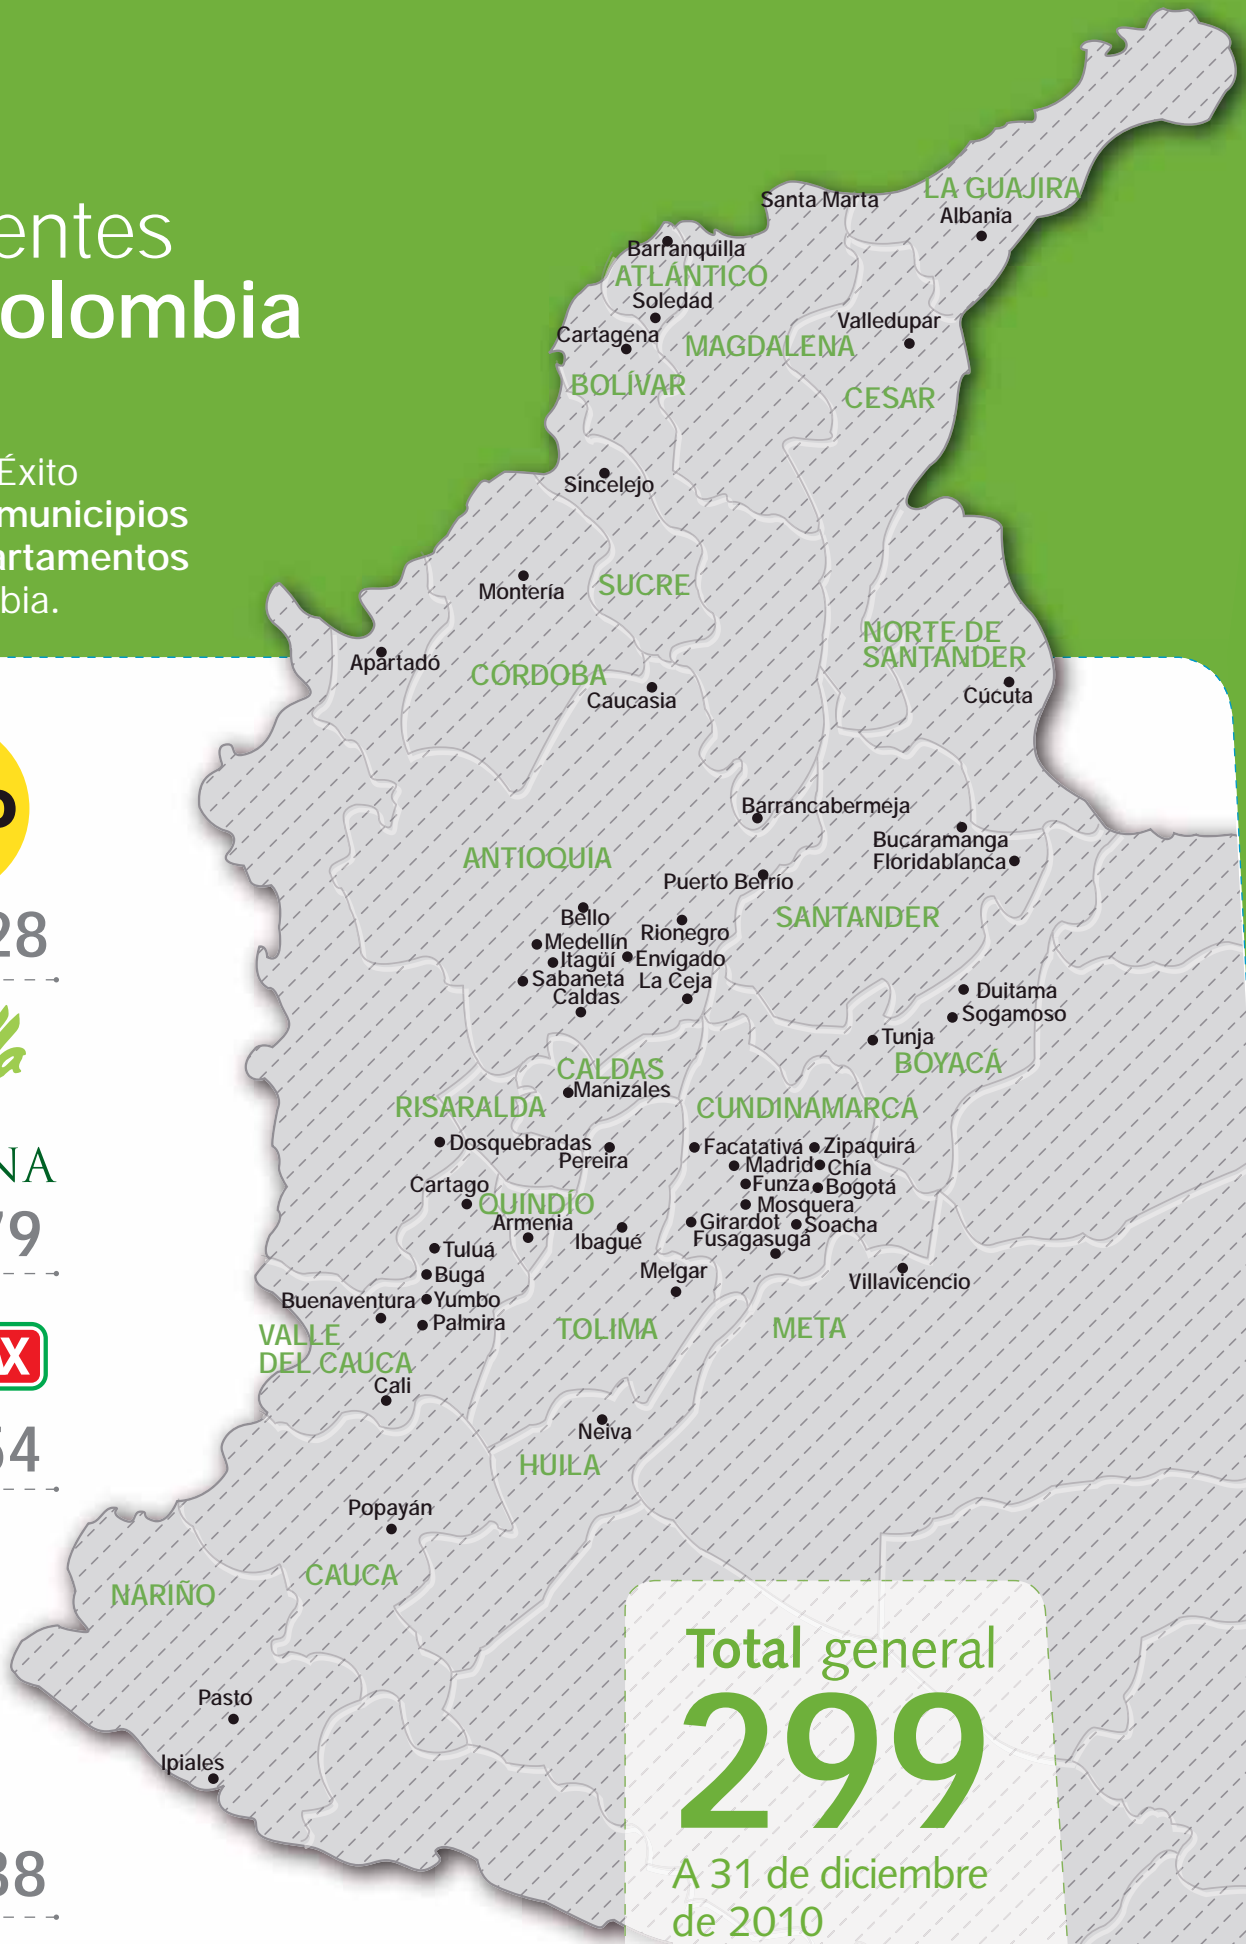 entes
olombia
Éxito
municipios
artamentos
bia.
28
NA
79
X
54
38
Santa Marta
LA GUAJIRA
Albania
Barranquilla
ATLÁNTICO
Soledad
Cartagena
MAGDALENA
Valledupar
BOLÍVAR
CESAR
Sincelejo
Montería
SUCRE
NORTE DE
SANTANDER
Apartadó
CÓRDOBA
Caucasia
Cúcuta
Barrancabermeja
Bucaramanga
Floridablanca
ANTIOQUIA
Puerto Berrío
SANTANDER
Bello
Rionegro
Medellín
Itagüí
Envigado
Sabaneta
La Ceja
Caldas
Duitama
Sogamoso
Tunja
BOYACÁ
CALDAS
Manizales
RISARALDA
CUNDINAMARCA
Dosquebradas
Pereira
Facatativá
Zipaquirá
Madrid
Chía
Funza
Bogotá
Mosquera
Cartago
QUINDÍO
Armenia
Ibagué
Girardot
Soacha
Fusagasugá
Tuluá
Buga
Melgar
Villavicencio
Buenaventura
Yumbo
Palmira
VALLE
DEL CAUCA
TOLIMA
META
Cali
Neiva
HUILA
Popayán
CAUCA
NARIÑO
Pasto
Ipiales
Total general
299
A 31 de diciembre
de 2010